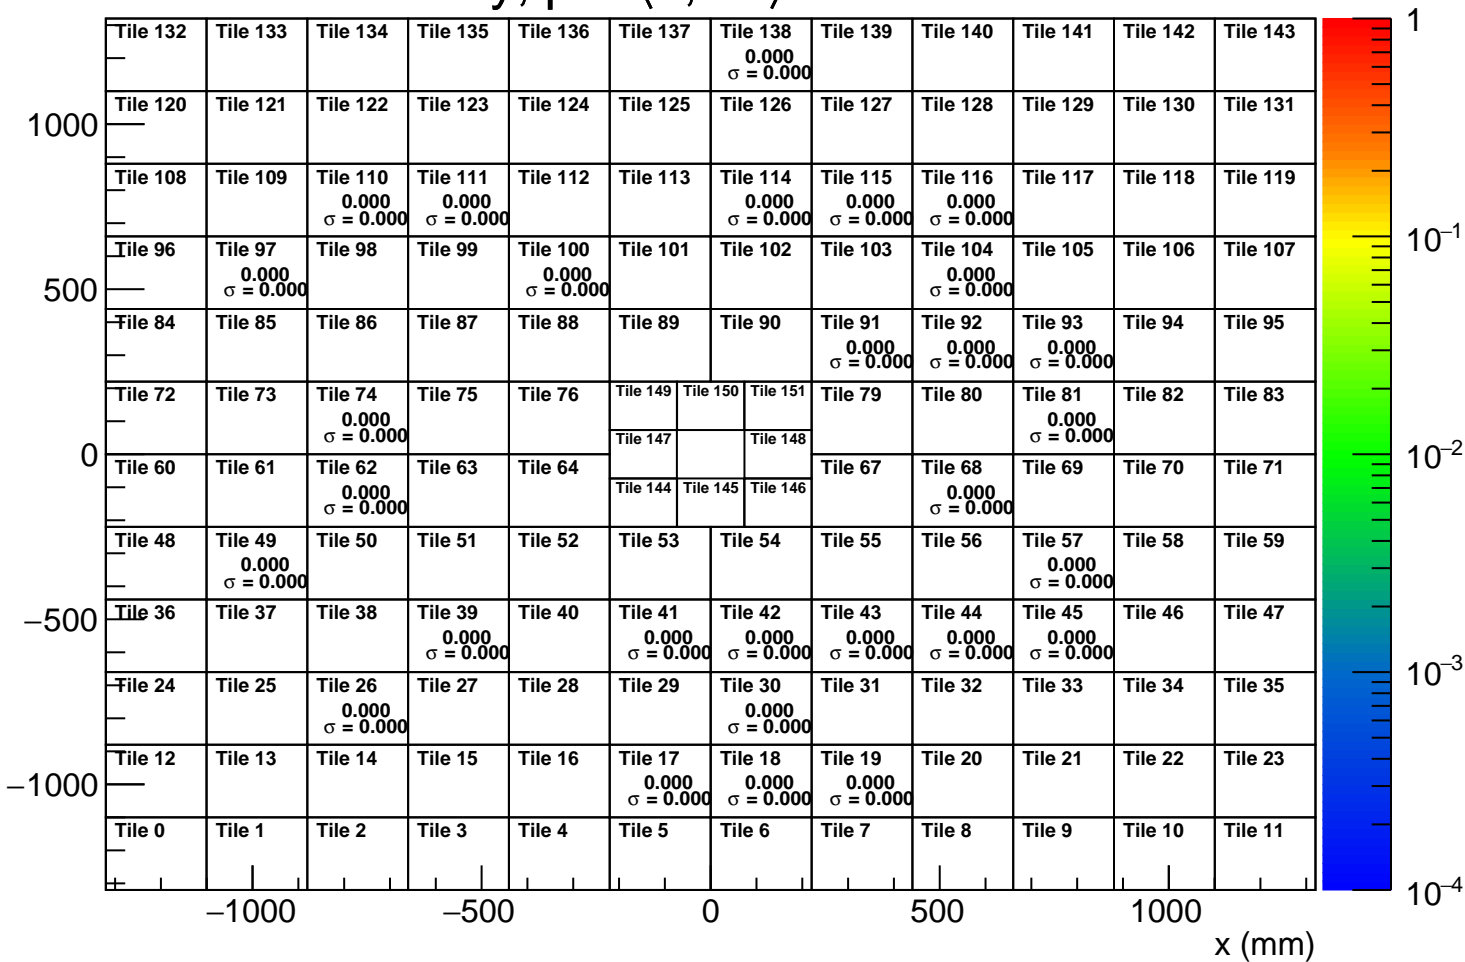 Tile 132 Tile 133 Tile 134 Tile 135 Tile 136 Tile 137 Tile 138 Tile 139 Tile 140 Tile 141 Tile 142 Tile 143 1
0.000
σ = 0.000
Tile 120 Tile 121 Tile 122 Tile 123 Tile 124 Tile 125 Tile 126 Tile 127 Tile 128 Tile 129 Tile 130 Tile 131
1000
Tile 108 Tile 109 Tile 110 Tile 111 Tile 112 Tile 113 Tile 114 Tile 115 Tile 116 Tile 117 Tile 118 Tile 119
0.000 0.000 0.000 0.000 0.000
σ = 0.000 σ = 0.000 σ = 0.000 σ = 0.000 σ = 0.000
Tile 96 Tile 97 Tile 98 Tile 99 Tile 100 Tile 101 Tile 102 Tile 103 Tile 104 Tile 105 Tile 106 Tile 107 10⁻¹
0.000 0.000 0.000
500 σ = 0.000 σ = 0.000 σ = 0.000
Tile 84 Tile 85 Tile 86 Tile 87 Tile 88 Tile 89 Tile 90 Tile 91 Tile 92 Tile 93 Tile 94 Tile 95
0.000 0.000 0.000
σ = 0.000 σ = 0.000 σ = 0.000
Tile 72 Tile 73 Tile 74 Tile 75 Tile 76 Tile 149 Tile 150 Tile 151 Tile 79 Tile 80 Tile 81 Tile 82 Tile 83
0.000 0.000
σ = 0.000 Tile 147 Tile 148 σ = 0.000
0 10⁻²
Tile 60 Tile 61 Tile 62 Tile 63 Tile 64 Tile 67 Tile 68 Tile 69 Tile 70 Tile 71
0.000 Tile 144 Tile 145 Tile 146 0.000
σ = 0.000 σ = 0.000
Tile 48 Tile 49 Tile 50 Tile 51 Tile 52 Tile 53 Tile 54 Tile 55 Tile 56 Tile 57 Tile 58 Tile 59
0.000 0.000
σ = 0.000 σ = 0.000
−500 Tile 36 Tile 37 Tile 38 Tile 39 Tile 40 Tile 41 Tile 42 Tile 43 Tile 44 Tile 45 Tile 46 Tile 47
0.000 0.000 0.000 0.000 0.000 0.000
σ = 0.000 σ = 0.000 σ = 0.000 σ = 0.000 σ = 0.000 σ = 0.000
10⁻³
Tile 24 Tile 25 Tile 26 Tile 27 Tile 28 Tile 29 Tile 30 Tile 31 Tile 32 Tile 33 Tile 34 Tile 35
0.000 0.000
σ = 0.000 σ = 0.000
Tile 12 Tile 13 Tile 14 Tile 15 Tile 16 Tile 17 Tile 18 Tile 19 Tile 20 Tile 21 Tile 22 Tile 23
−1000 0.000 0.000 0.000
σ = 0.000 σ = 0.000 σ = 0.000
Tile 0 Tile 1 Tile 2 Tile 3 Tile 4 Tile 5 Tile 6 Tile 7 Tile 8 Tile 9 Tile 10 Tile 11
10⁻⁴
−1000 −500 0 500 1000
x (mm)